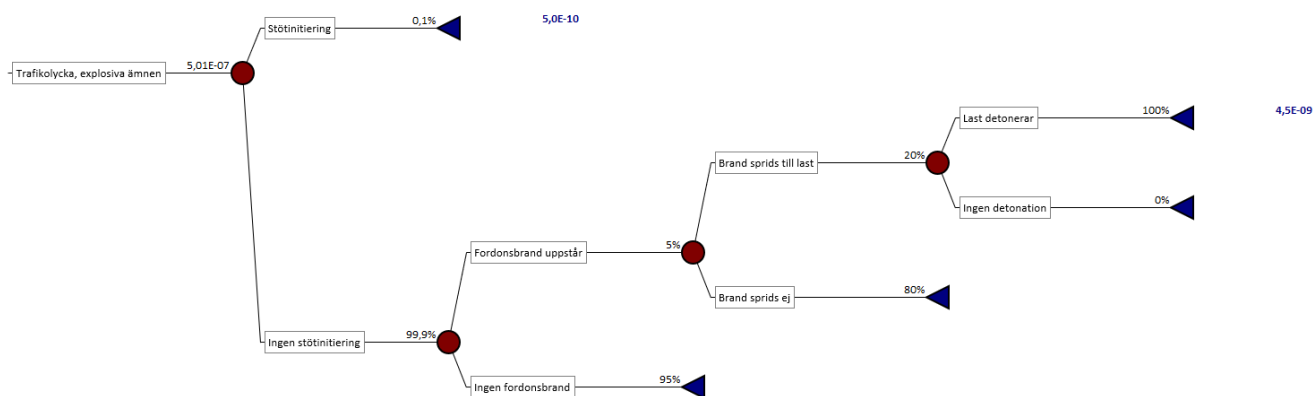 Stötinitiering
0,1%
5,0E-10
Trafikolycka, explosiva ämnen
5,01E-07
Last detonerar
100%
4,5E-09
Brand sprids till last
20%
Ingen detonation
0%
Fordonsbrand uppstår
5%
Brand sprids ej
80%
Ingen stötinitiering
99,9%
Ingen fordonsbrand
95%